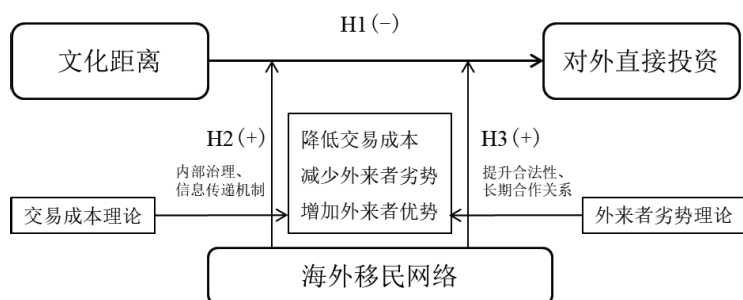 H1(-)
文化距离
对外直接投资
H2(+)
内部治理、
信息传递机制
降低交易成本
减少外来者劣势
增加外来者优势
H3(+)
提升合法性、
长期合作关系
交易成本理论
外来者劣势理论
海外移民网络